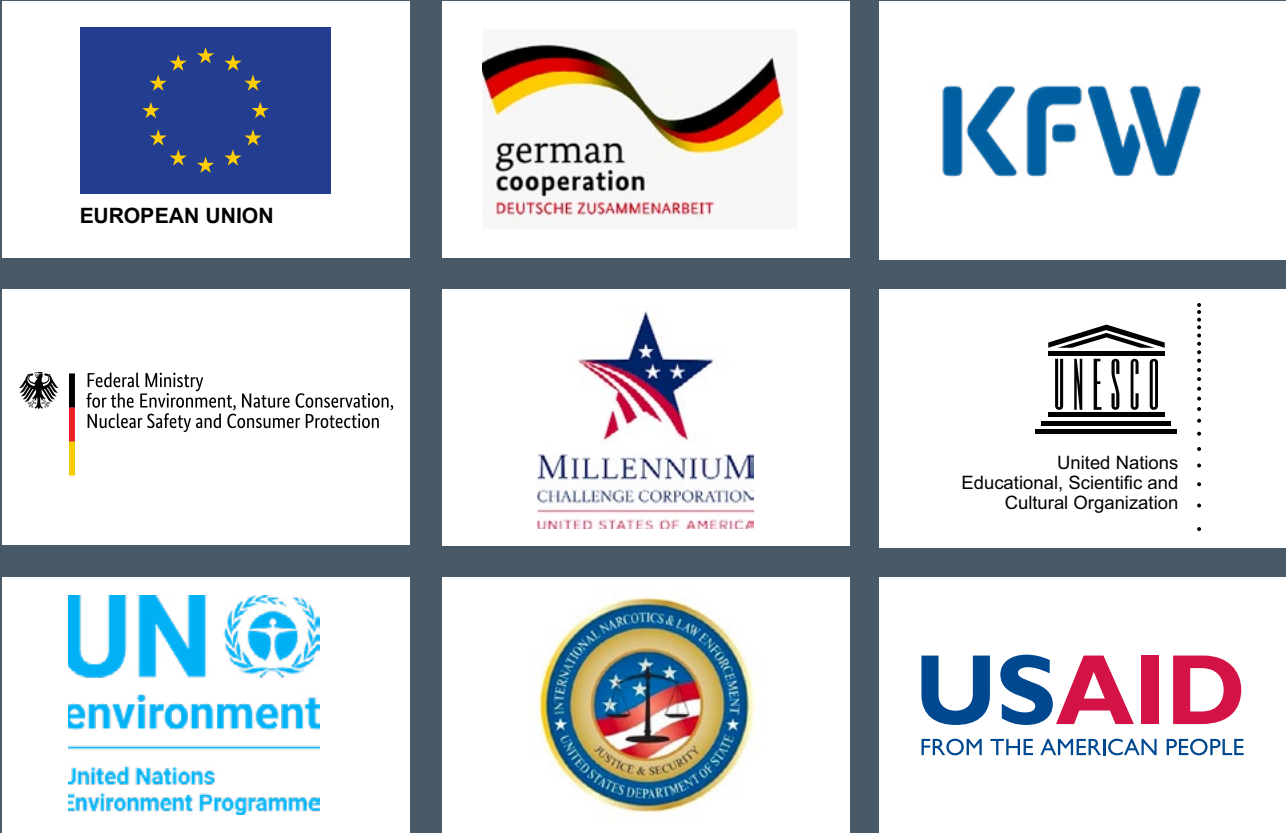 EUROPEAN UNION
german
cooperation
DEUTSCHE ZUSAMMENARBEIT
KFW
Federal Ministry
for the Environment, Nature Conservation,
Nuclear Safety and Consumer Protection
MILLENNIUM
CHALLENGE CORPORATION
UNITED STATES OF AMERICA
UNESCO
United Nations
Educational, Scientific and
Cultural Organization
UN
environment
United Nations
Environment Programme
INTERNATIONAL NARCOTICS & LAW ENFORCEMENT
JUSTICE & SECURITY
UNITED STATES DEPARTMENT OF STATE
USAID
FROM THE AMERICAN PEOPLE